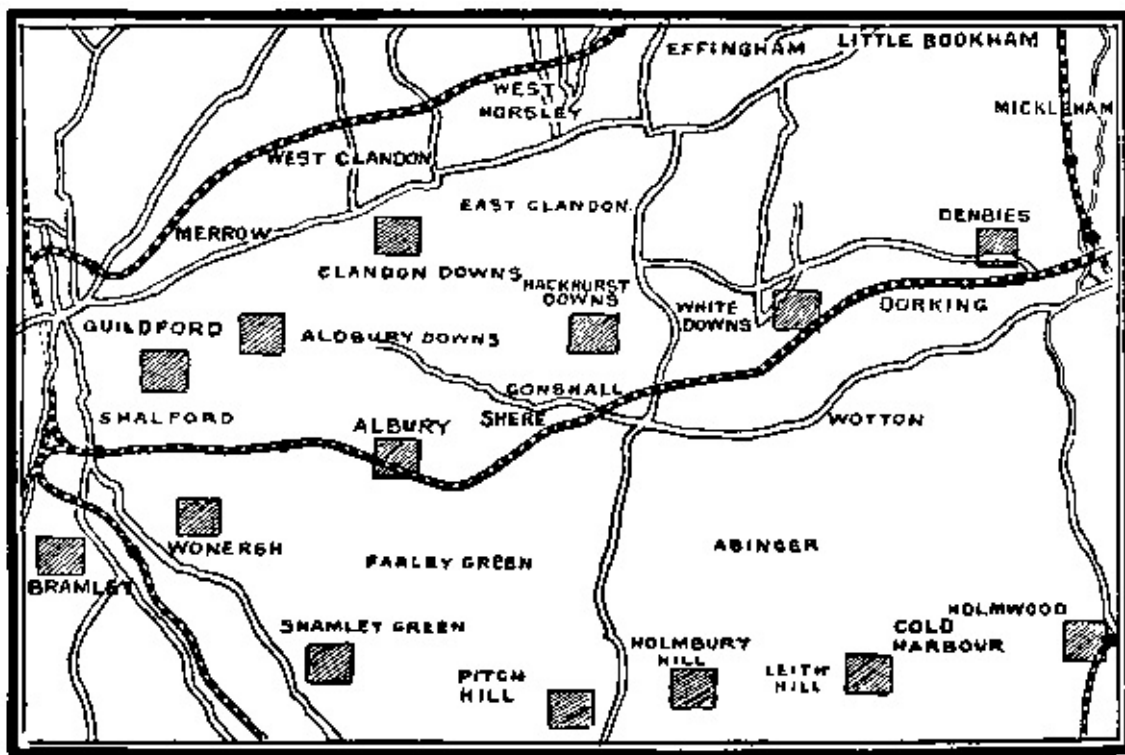 EFFINGHAM
LITTLE BOOKHAM
WEST
HORSLEY
MICKLEHAM
WEST CLANDON
EAST CLANDON
DENBIES
MERROW
CLANDON DOWNS
HACKHURST
DOWNS
WHITE
DOWNS
DORKING
GUILDFORD
ALDBURY DOWNS
GOMSHALL
SHERE
SHALFORD
ALBURY
WOTTON
WONERSH
FARLEY GREEN
ABINGER
BRAMLEY
SHAMLEY GREEN
HOLMWOOD
COLD
HARBOUR
HOLMBURY
HILL
LEITH
HILL
PITCH
HILL